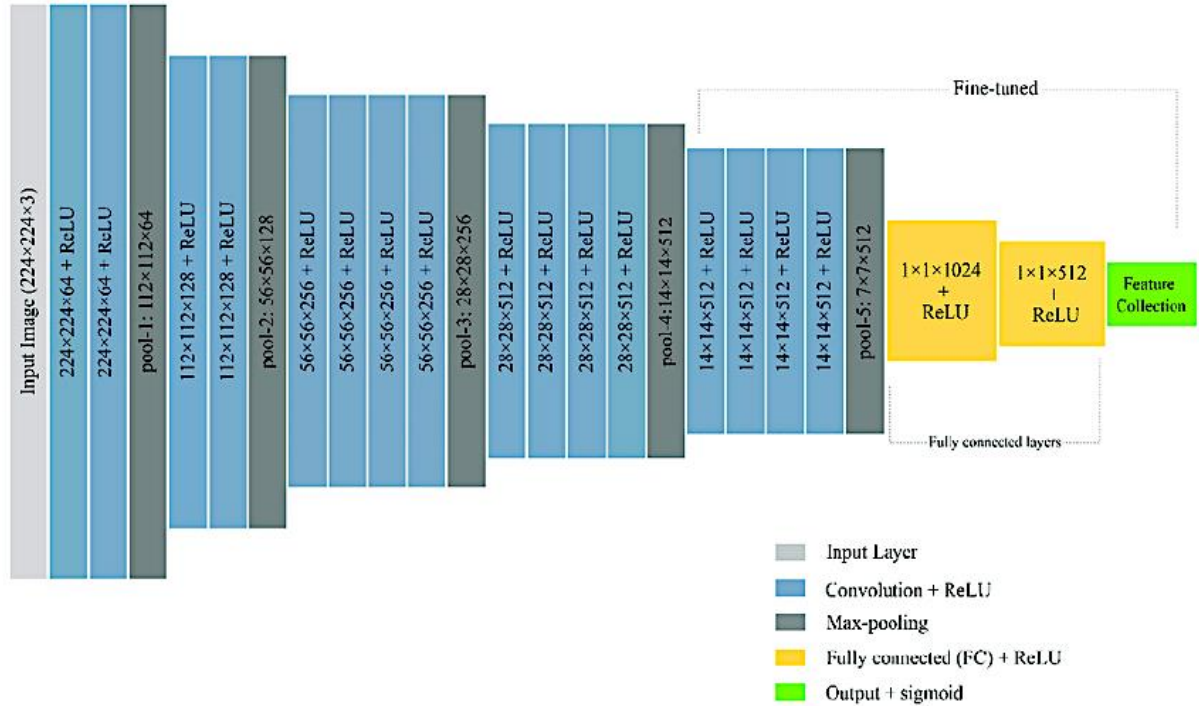 Input Image (224×224×3)
224×224×64 + ReLU
224×224×64 + ReLU
pool-1: 112×112×64
112×112×128 + ReLU
112×112×128 + ReLU
pool-2: 56×56×128
56×56×256 + ReLU
56×56×256 + ReLU
56×56×256 + ReLU
56×56×256 + ReLU
pool-3: 28×28×256
28×28×512 + ReLU
28×28×512 + ReLU
28×28×512 + ReLU
28×28×512 + ReLU
pool-4:14×14×512
14×14×512 + ReLU
14×14×512 + ReLU
14×14×512 + ReLU
14×14×512 + ReLU
pool-5: 7×7×512
Fine-tuned
1×1×1024
+
ReLU
1×1×512
+
ReLU
Feature
Collection
Fully connected layers
Input Layer
Convolution + ReLU
Max-pooling
Fully connected (FC) + ReLU
Output + sigmoid